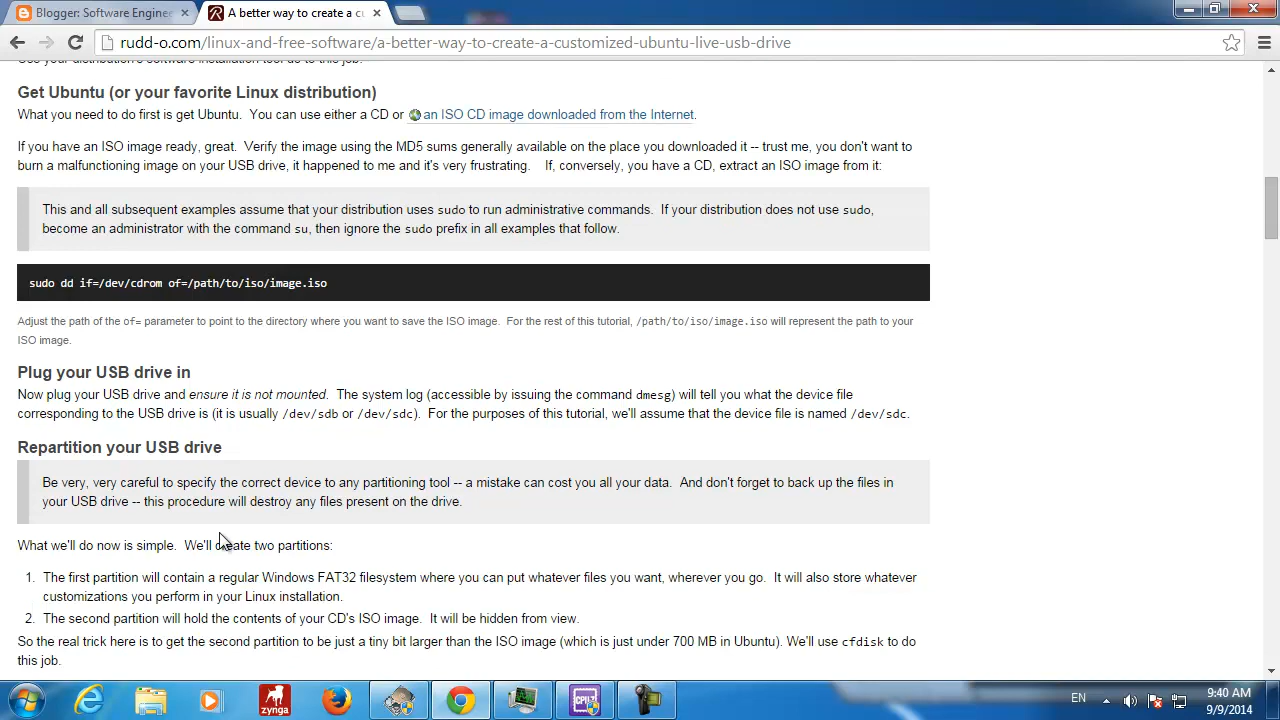 Blogger: Software Enginee
A better way to create a cu
rudd-o.com/linux-and-free-software/a-better-way-to-create-a-customized-ubuntu-live-usb-drive
Use your distribution's software installation tool do to this job.
Get Ubuntu (or your favorite Linux distribution)
What you need to do first is get Ubuntu. You can use either a CD or an ISO CD image downloaded from the Internet.
If you have an ISO image ready, great. Verify the image using the MD5 sums generally available on the place you downloaded it -- trust me, you don't want to
burn a malfunctioning image on your USB drive, it happened to me and it's very frustrating. If, conversely, you have a CD, extract an ISO image from it:
This and all subsequent examples assume that your distribution uses sudo to run administrative commands. If your distribution does not use sudo,
become an administrator with the command su, then ignore the sudo prefix in all examples that follow.
sudo dd if=/dev/cdrom of=/path/to/iso/image.iso
Adjust the path of the of= parameter to point to the directory where you want to save the ISO image. For the rest of this tutorial, /path/to/iso/image.iso will represent the path to your
ISO image.
Plug your USB drive in
Now plug your USB drive and ensure it is not mounted. The system log (accessible by issuing the command dmesg) will tell you what the device file
corresponding to the USB drive is (it is usually /dev/sdb or /dev/sdc). For the purposes of this tutorial, we'll assume that the device file is named /dev/sdc.
Repartition your USB drive
Be very, very careful to specify the correct device to any partitioning tool -- a mistake can cost you all your data. And don't forget to back up the files in
your USB drive -- this procedure will destroy any files present on the drive.
What we'll do now is simple. We'll create two partitions:
1. The first partition will contain a regular Windows FAT32 filesystem where you can put whatever files you want, wherever you go. It will also store whatever
customizations you perform in your Linux installation.
2. The second partition will hold the contents of your CD's ISO image. It will be hidden from view.
So the real trick here is to get the second partition to be just a tiny bit larger than the ISO image (which is just under 700 MB in Ubuntu). We'll use cfdisk to do
this job.
zynga
CPU-Z
EN
9:40 AM
9/9/2014